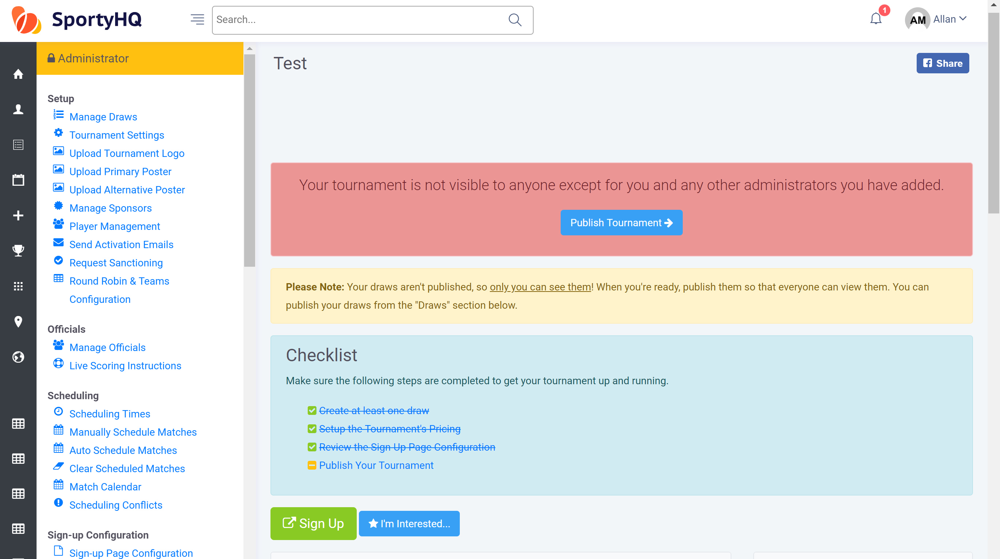 SportyHQ
Search...
1
AM
Allan
Administrator
Setup
Manage Draws
Tournament Settings
Upload Tournament Logo
Upload Primary Poster
Upload Alternative Poster
Manage Sponsors
Player Management
Send Activation Emails
Request Sanctioning
Round Robin & Teams
Configuration
Officials
Manage Officials
Live Scoring Instructions
Scheduling
Scheduling Times
Manually Schedule Matches
Auto Schedule Matches
Clear Scheduled Matches
Match Calendar
Scheduling Conflicts
Sign-up Configuration
Sign-up Page Configuration
Test
Share
Your tournament is not visible to anyone except for you and any other administrators you have added.
Publish Tournament
Please Note: Your draws aren't published, so only you can see them! When you're ready, publish them so that everyone can view them. You can
publish your draws from the "Draws" section below.
Checklist
Make sure the following steps are completed to get your tournament up and running.
Create at least one draw
Setup the Tournament's Pricing
Review the Sign Up Page Configuration
Publish Your Tournament
Sign Up
I'm Interested...